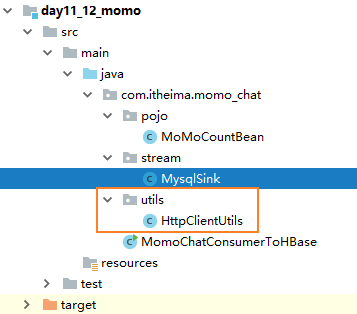 day11_12_momo
src
main
java
com.itheima.momo_chat
pojo
MoMoCountBean
stream
MysqlSink
utils
HttpClientUtils
MomoChatConsumerToHBase
resources
test
target